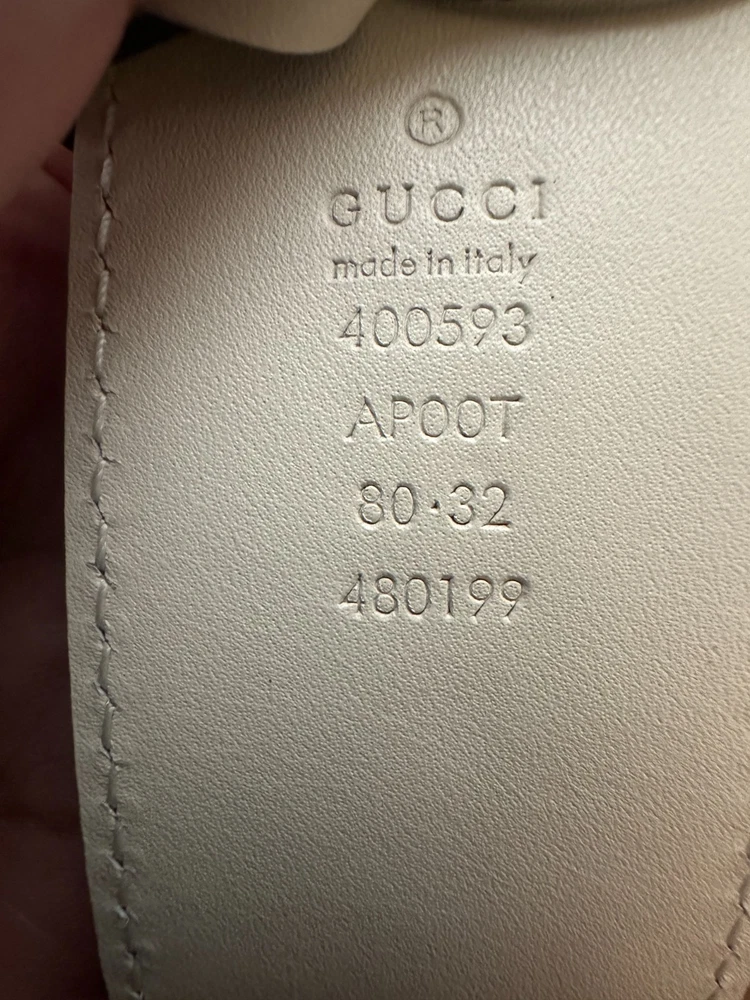 ®
GUCCI
made in italy
400593
AP00T
80·32
480199